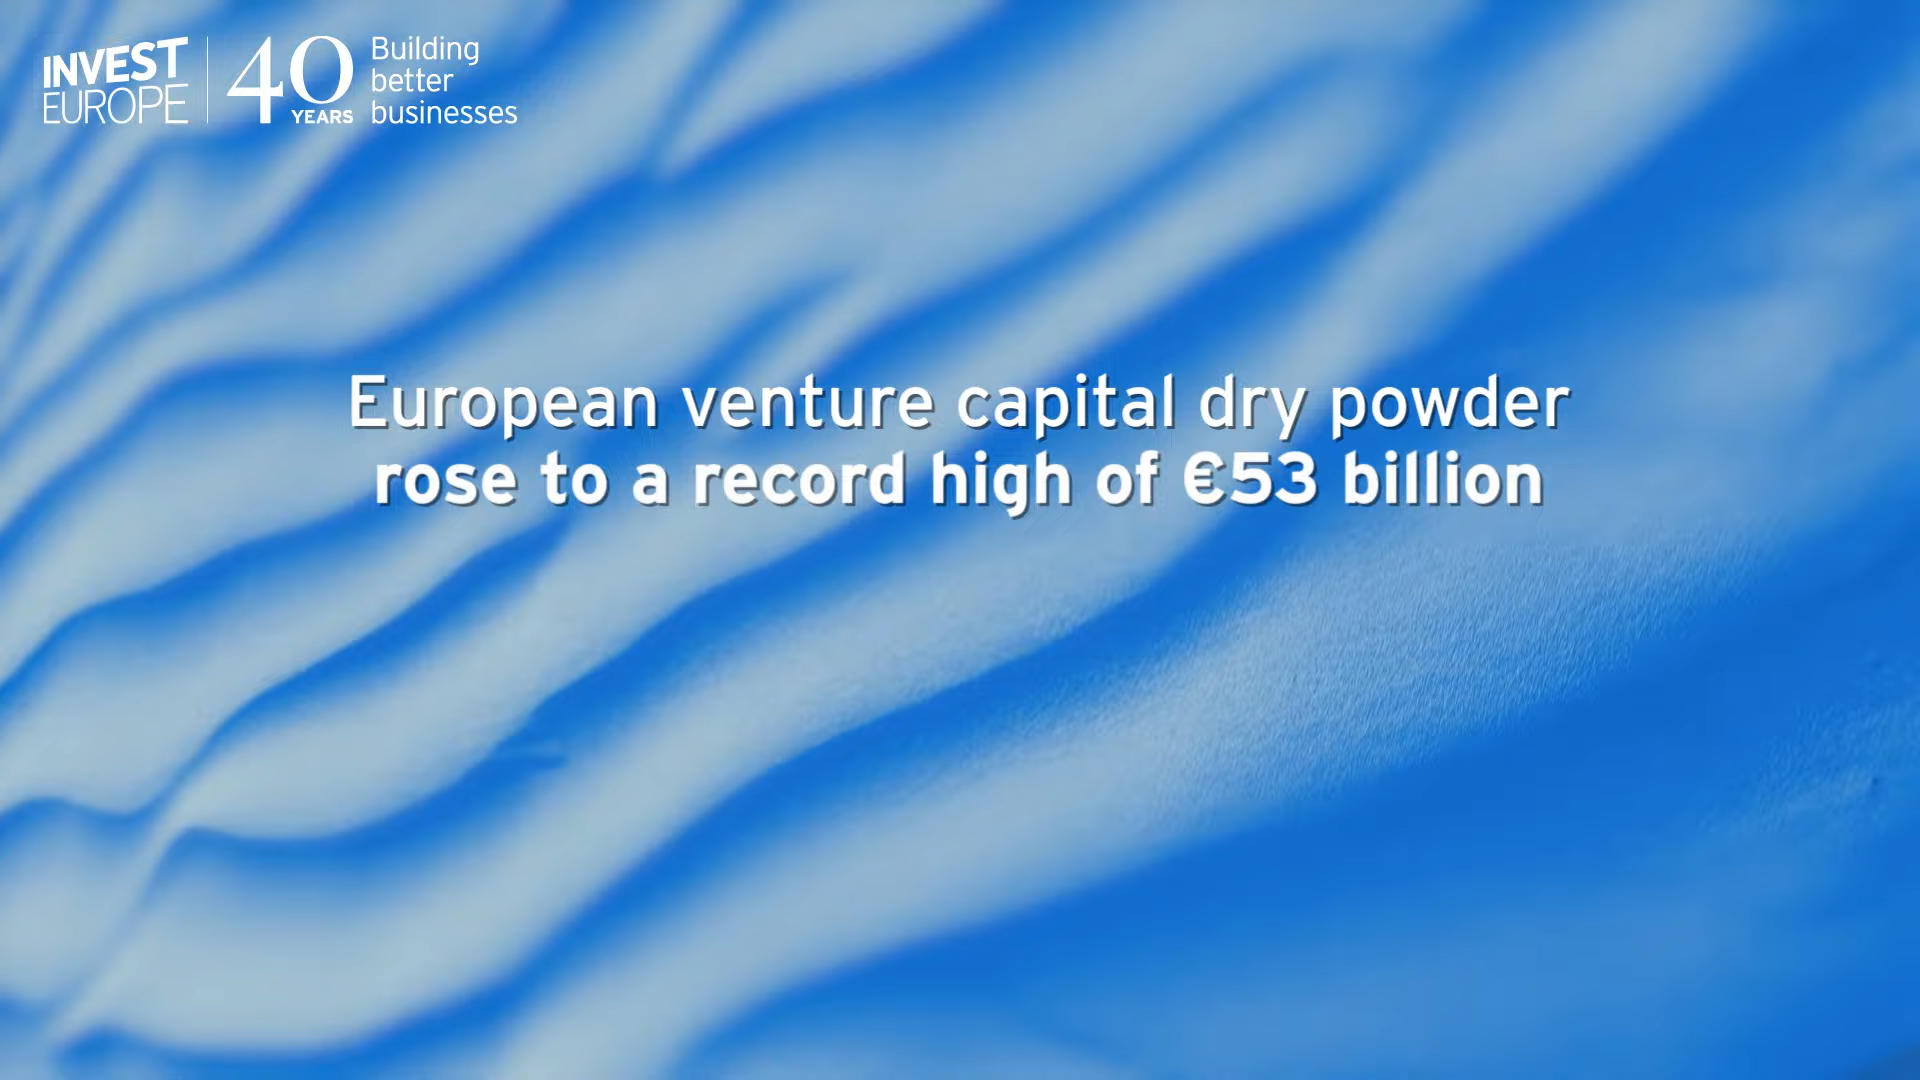 INVEST
EUROPE
40
YEARS
Building
better
businesses
European venture capital dry powder
rose to a record high of €53 billion